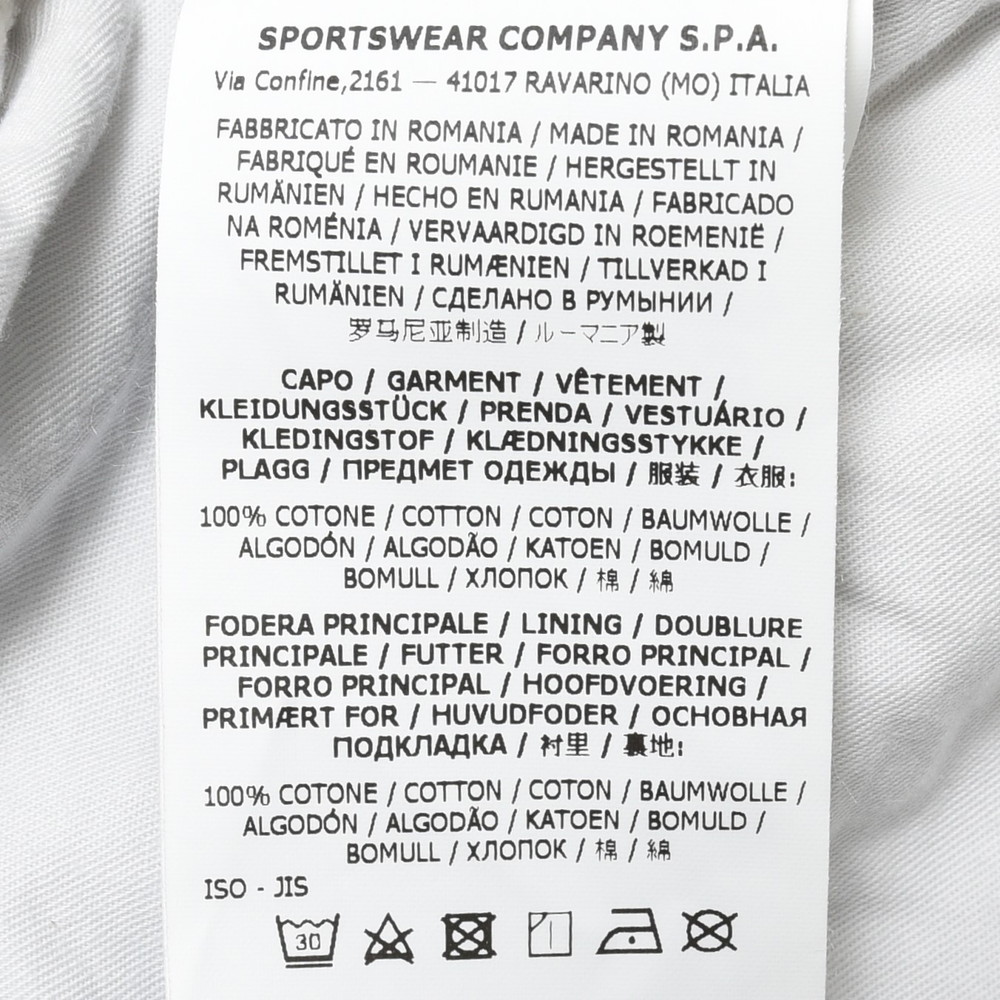 SPORTSWEAR COMPANY S.P.A.
Via Confine,2161 — 41017 RAVARINO (MO) ITALIA
FABBRICATO IN ROMANIA / MADE IN ROMANIA /
FABRIQUÉ EN ROUMANIE / HERGESTELLT IN
RUMÄNIEN / HECHO EN RUMANIA / FABRICADO
NA ROMÉNIA / VERVAARDIGD IN ROEMENIË /
FREMSTILLET I RUMÆNIEN / TILLVERKAD I
RUMÄNIEN / СДЕЛАНО В РУМЫНИИ /
罗马尼亚制造 / ルーマニア製
CAPO / GARMENT / VÊTEMENT /
KLEIDUNGSSTÜCK / PRENDA / VESTUÁRIO /
KLEDINGSTOF / KLÆDNINGSSTYKKE /
PLAGG / ПРЕДМЕТ ОДЕЖДЫ / 服装 / 衣服:
100% COTONE / COTTON / COTON / BAUMWOLLE /
ALGODÓN / ALGODÃO / KATOEN / BOMULD /
BOMULL / ХЛОПОК / 棉 / 綿
FODERA PRINCIPALE / LINING / DOUBLURE
PRINCIPALE / FUTTER / FORRO PRINCIPAL /
FORRO PRINCIPAL / HOOFDVOERING /
PRIMÆRT FOR / HUVUDFODER / ОСНОВНАЯ
ПОДКЛАДКА / 衬里 / 裏地:
100% COTONE / COTTON / COTON / BAUMWOLLE /
ALGODÓN / ALGODÃO / KATOEN / BOMULD /
BOMULL / ХЛОПОК / 棉 / 綿
ISO - JIS
30